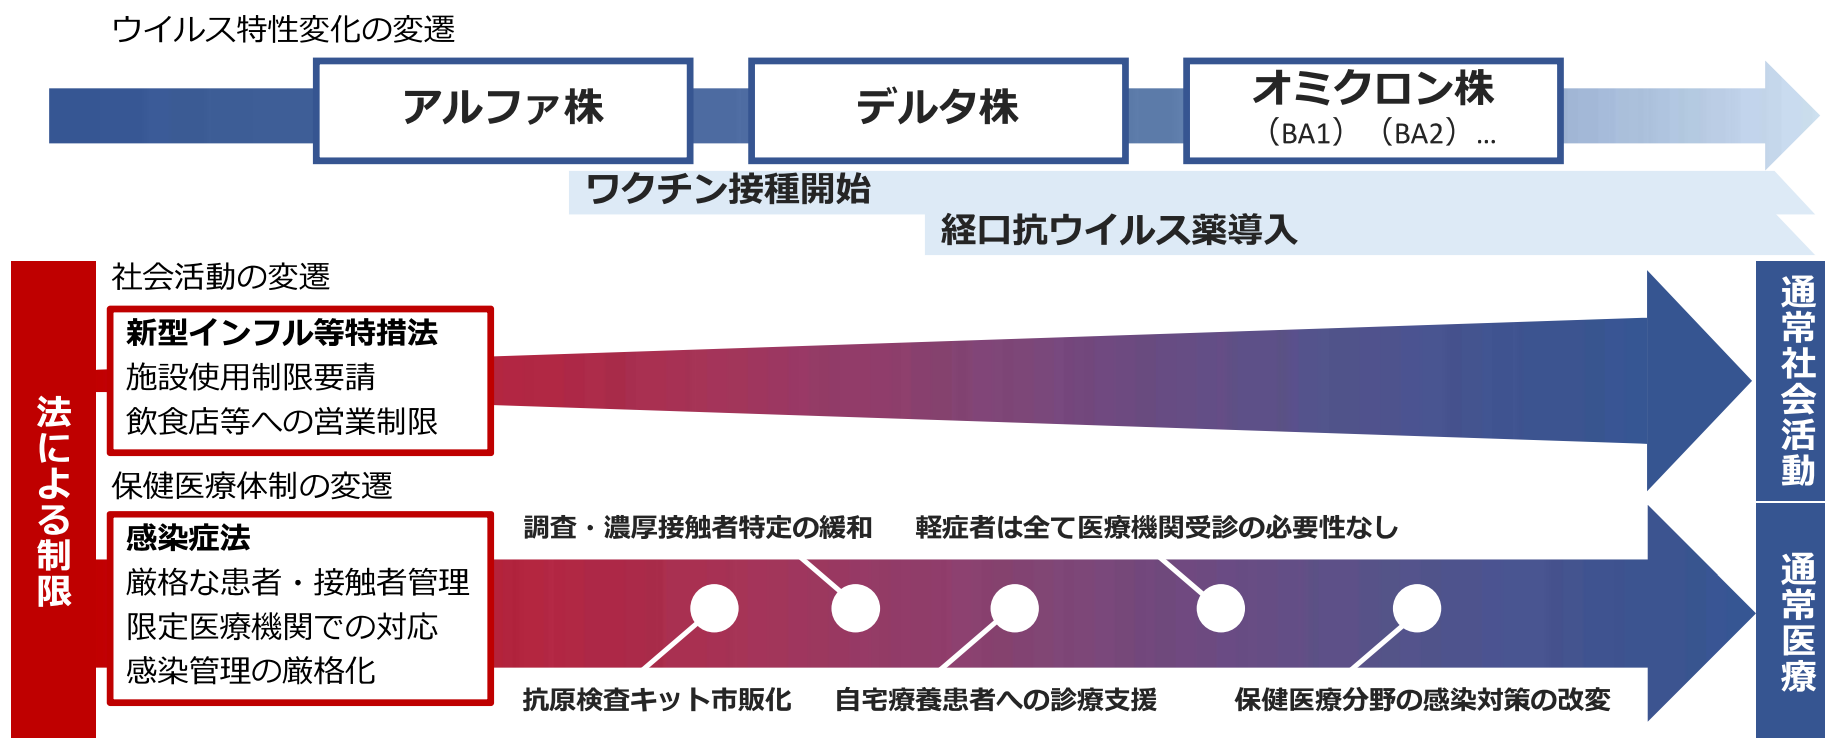 ウイルス特性変化の変遷
アルファ株
デルタ株
オミクロン株
（BA1）（BA2）…
ワクチン接種開始
経口抗ウイルス薬導入
法による制限
社会活動の変遷
新型インフル等特措法
施設使用制限要請
飲食店等への営業制限
通常社会活動
保健医療体制の変遷
感染症法
厳格な患者・接触者管理
限定医療機関での対応
感染管理の厳格化
調査・濃厚接触者特定の緩和
軽症者は全て医療機関受診の必要性なし
抗原検査キット市販化
自宅療養患者への診療支援
保健医療分野の感染対策の改変
通常医療